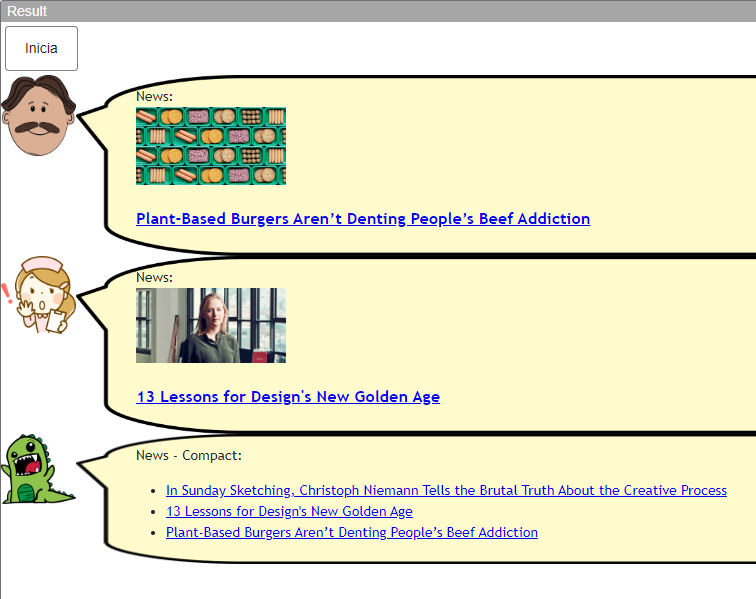 Result
Inicia
News:
Plant-Based Burgers Aren’t Denting People’s Beef Addiction
News:
13 Lessons for Design's New Golden Age
News - Compact:
In Sunday Sketching, Christoph Niemann Tells the Brutal Truth About the Creative Process
13 Lessons for Design's New Golden Age
Plant-Based Burgers Aren’t Denting People’s Beef Addiction